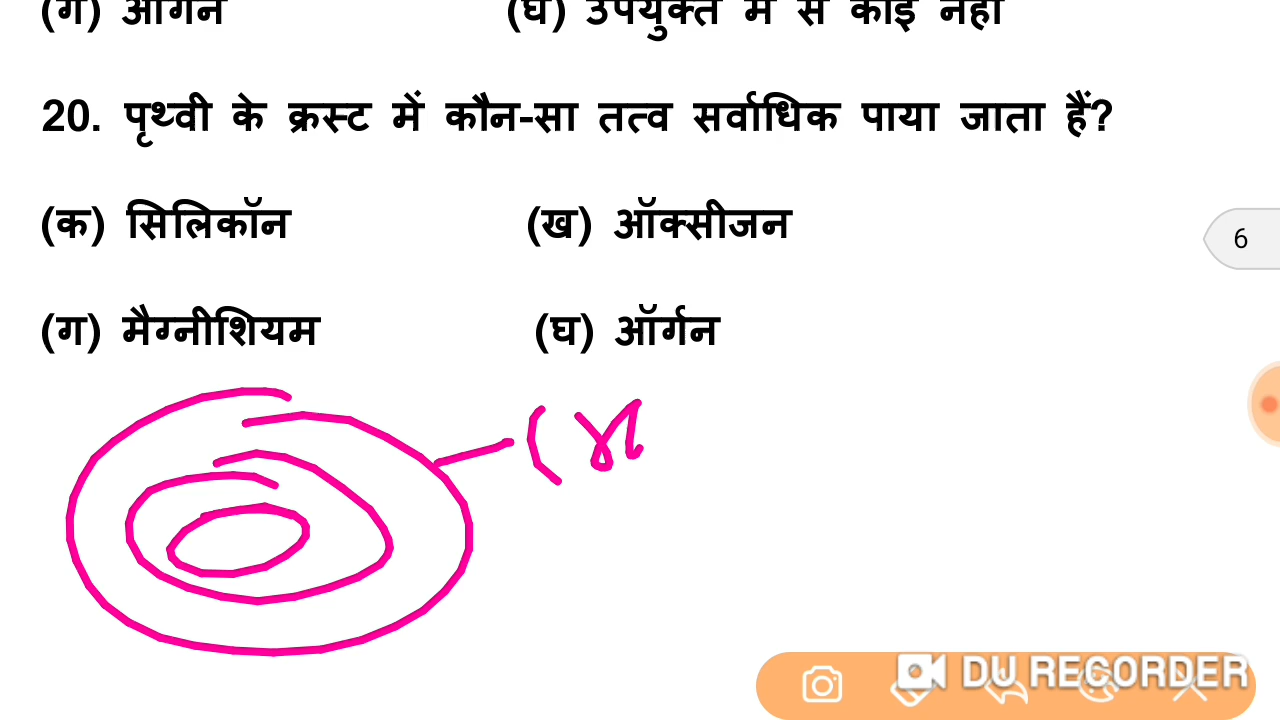 (ग) ऑर्गन (घ) उपर्युक्त में से कोई नहीं
20. पृथ्वी के क्रस्ट में कौन-सा तत्व सर्वाधिक पाया जाता हैं?
(क) सिलिकॉन (ख) ऑक्सीजन
6
(ग) मैग्नीशियम (घ) ऑर्गन
DU RECORDER